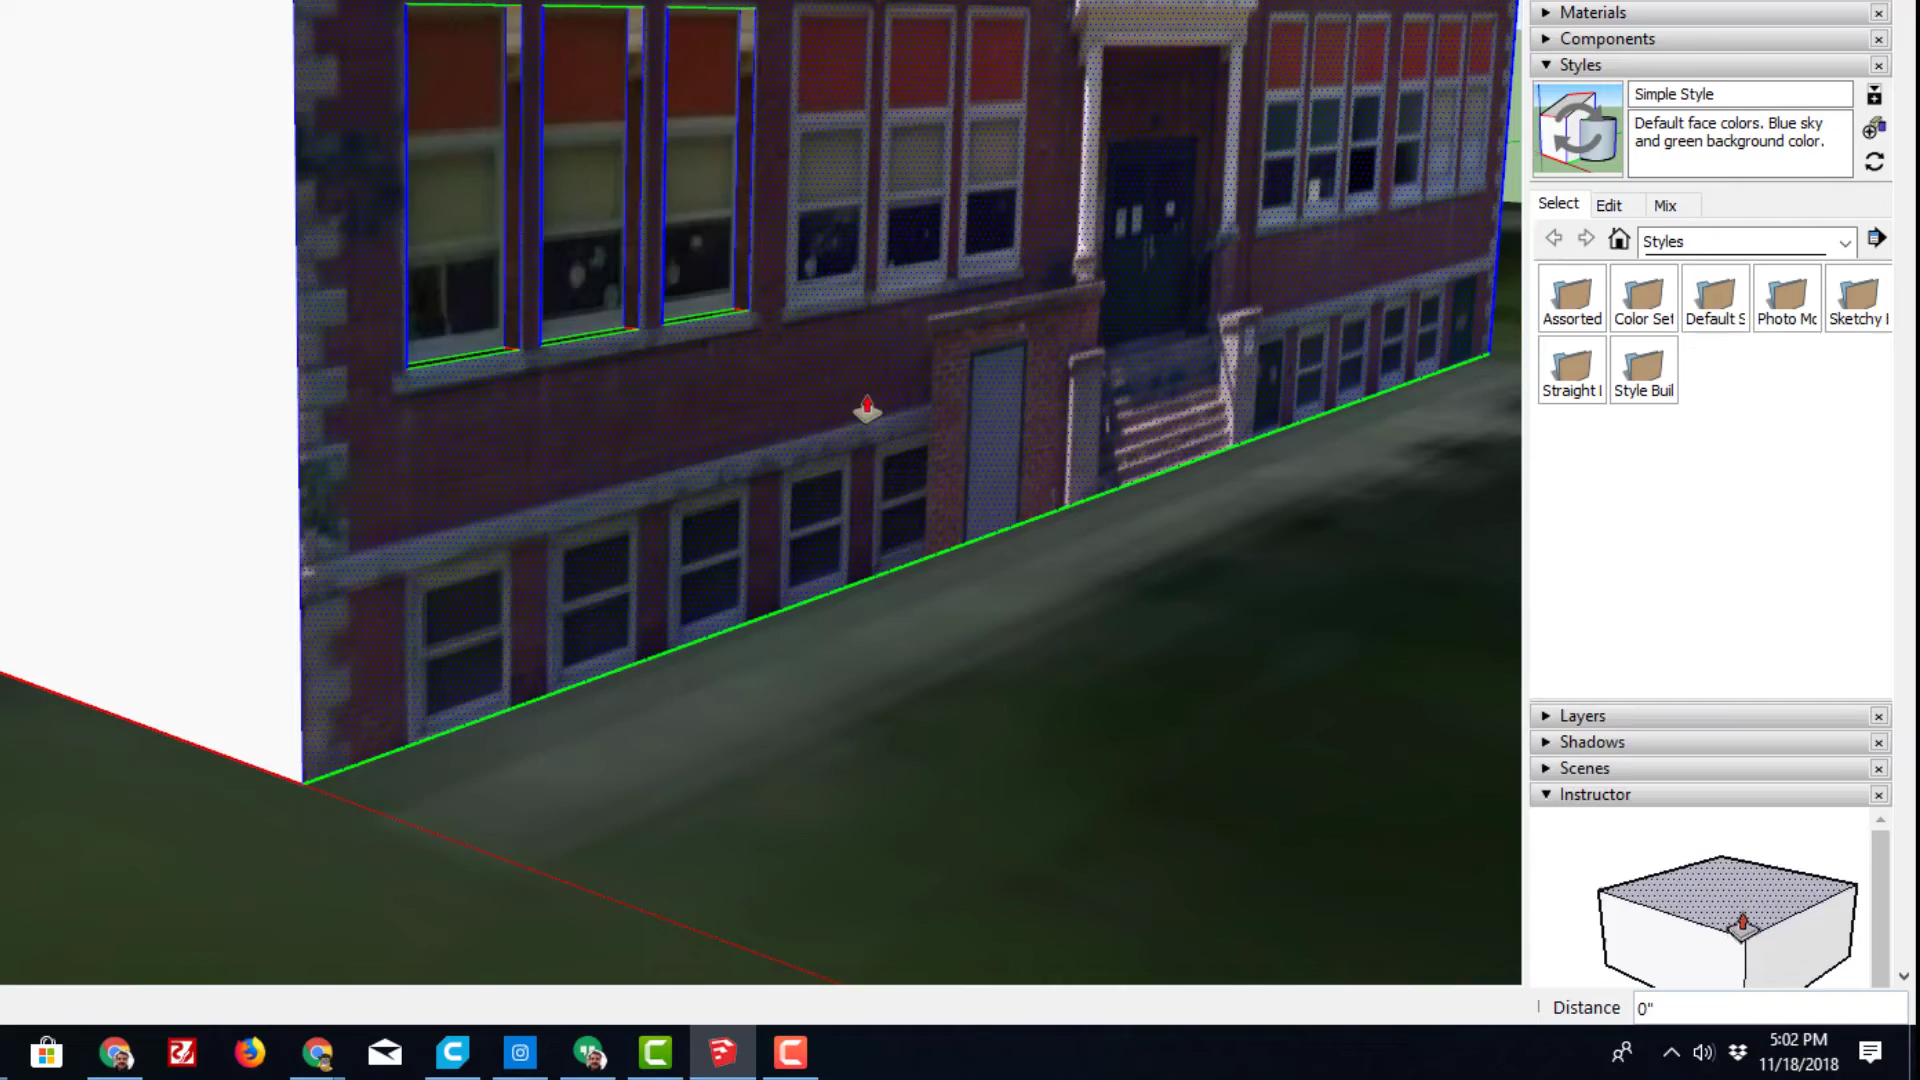 Materials
Components
Styles
Simple Style
Default face colors. Blue sky
and green background color.
Select Edit Mix
Styles
Assorted Color Set Default S Photo Mo Sketchy I
Straight I Style Buil
Layers
Shadows
Scenes
Instructor
Distance 0"
5:02 PM
11/18/2018